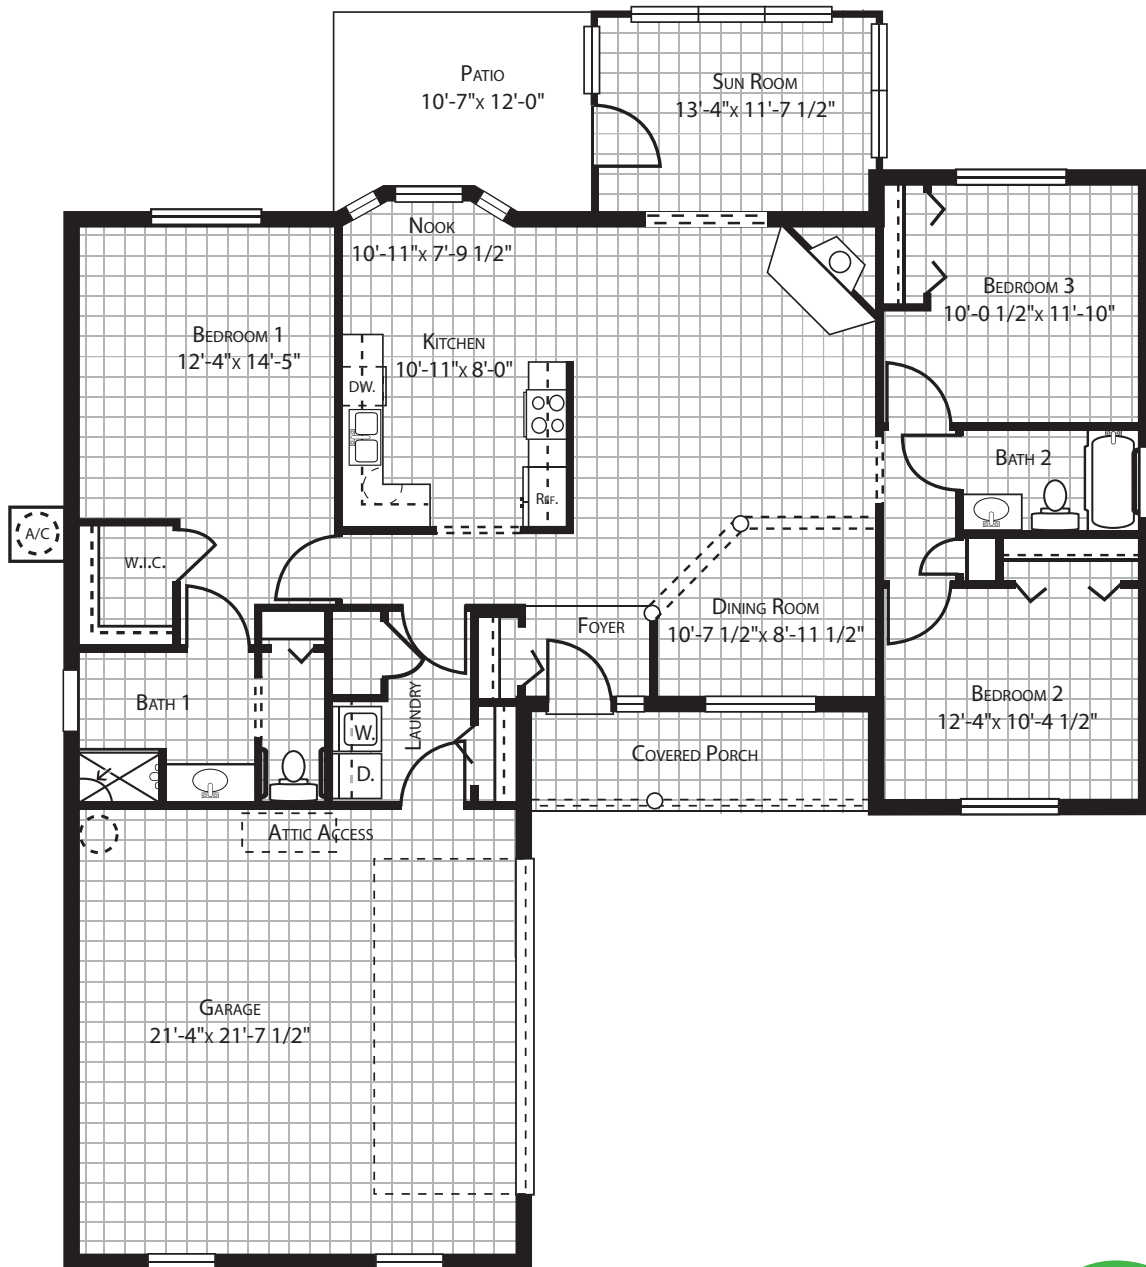 Patio
10'-7"x 12'-0"
Sun Room
13'-4"x 11'-7 1/2"
Nook
10'-11"x 7'-9 1/2"
Bedroom 3
10'-0 1/2"x 11'-10"
Bedroom 1
12'-4"x 14'-5"
Kitchen
10'-11"x 8'-0"
DW.
Ref.
Bath 2
A/C
W.I.C.
Foyer
Dining Room
10'-7 1/2"x 8'-11 1/2"
Bedroom 2
12'-4"x 10'-4 1/2"
Bath 1
Laundry
W.
D.
Covered Porch
Attic Access
Garage
21'-4"x 21'-7 1/2"